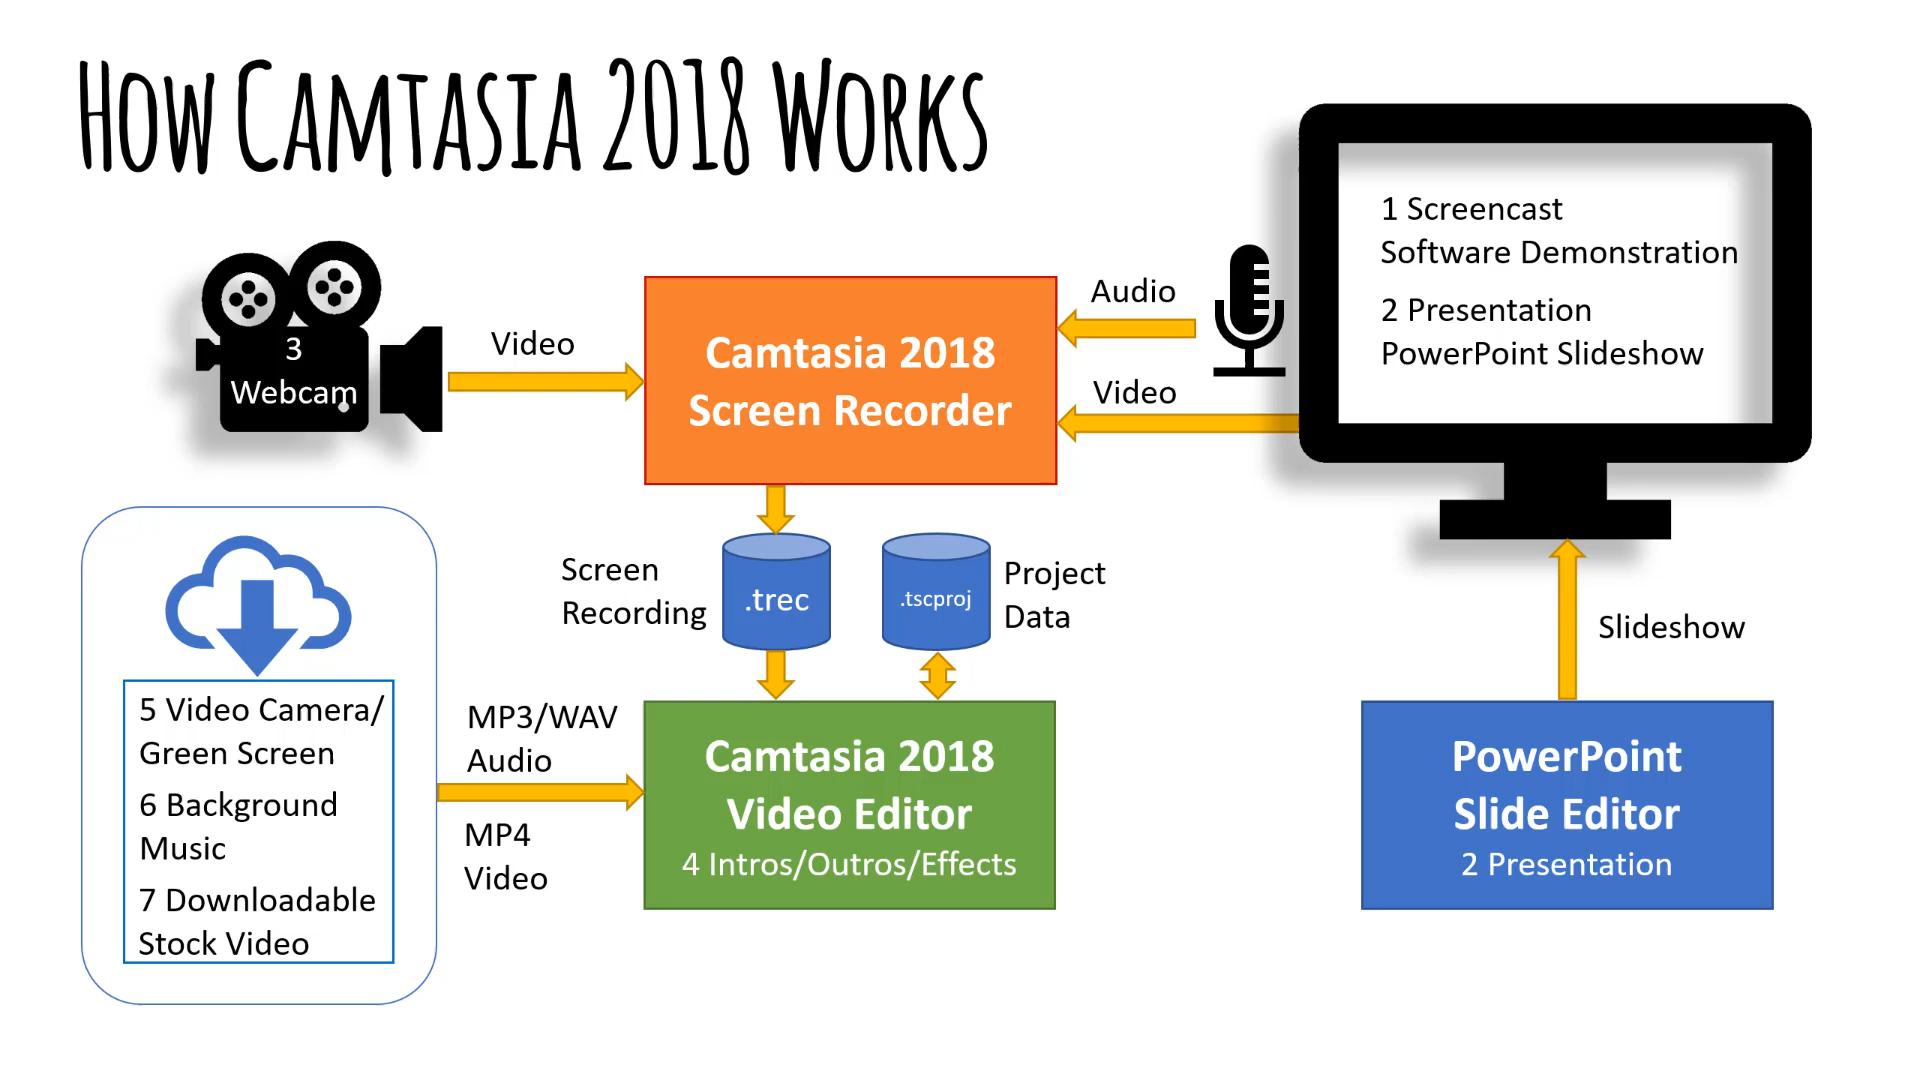 How Camtasia 2018 Works
1 Screencast
Software Demonstration
2 Presentation
PowerPoint Slideshow
3
Webcam
Video
Camtasia 2018
Screen Recorder
Audio
Video
Screen
Recording
.trec
.tscproj
Project
Data
Slideshow
5 Video Camera/
Green Screen
6 Background
Music
7 Downloadable
Stock Video
MP3/WAV
Audio
MP4
Video
Camtasia 2018
Video Editor
4 Intros/Outros/Effects
PowerPoint
Slide Editor
2 Presentation